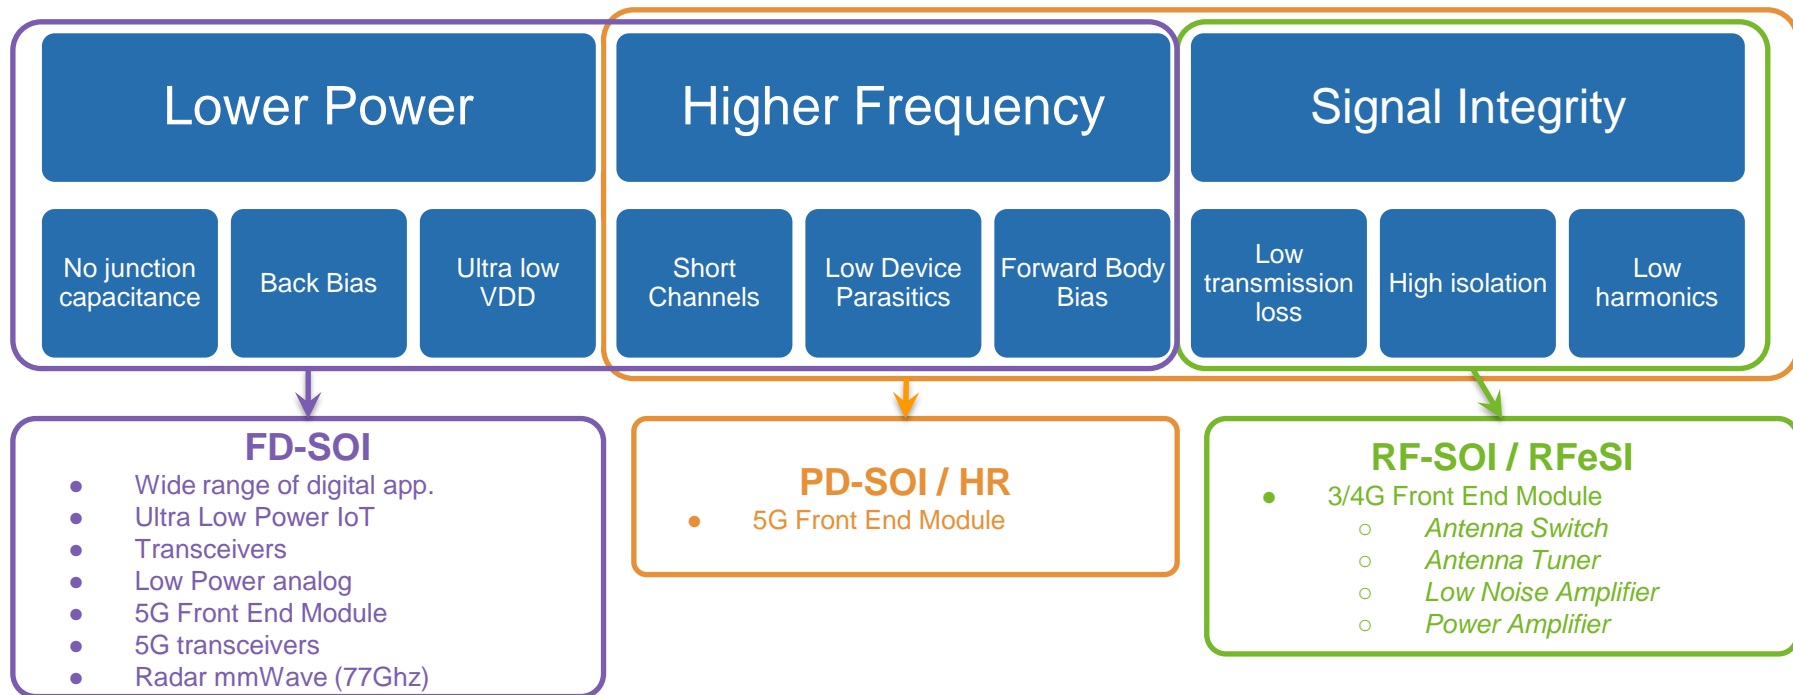 Lower Power
Higher Frequency
Signal Integrity
No junction
capacitance
Back Bias
Ultra low
VDD
Short
Channels
Low Device
Parasitics
Forward Body
Bias
Low
transmission
loss
High isolation
Low
harmonics
FD-SOI
● Wide range of digital app.
● Ultra Low Power IoT
● Transceivers
● Low Power analog
● 5G Front End Module
● 5G transceivers
● Radar mmWave (77Ghz)
PD-SOI / HR
● 5G Front End Module
RF-SOI / RFeSI
● 3/4G Front End Module
○ Antenna Switch
○ Antenna Tuner
○ Low Noise Amplifier
○ Power Amplifier